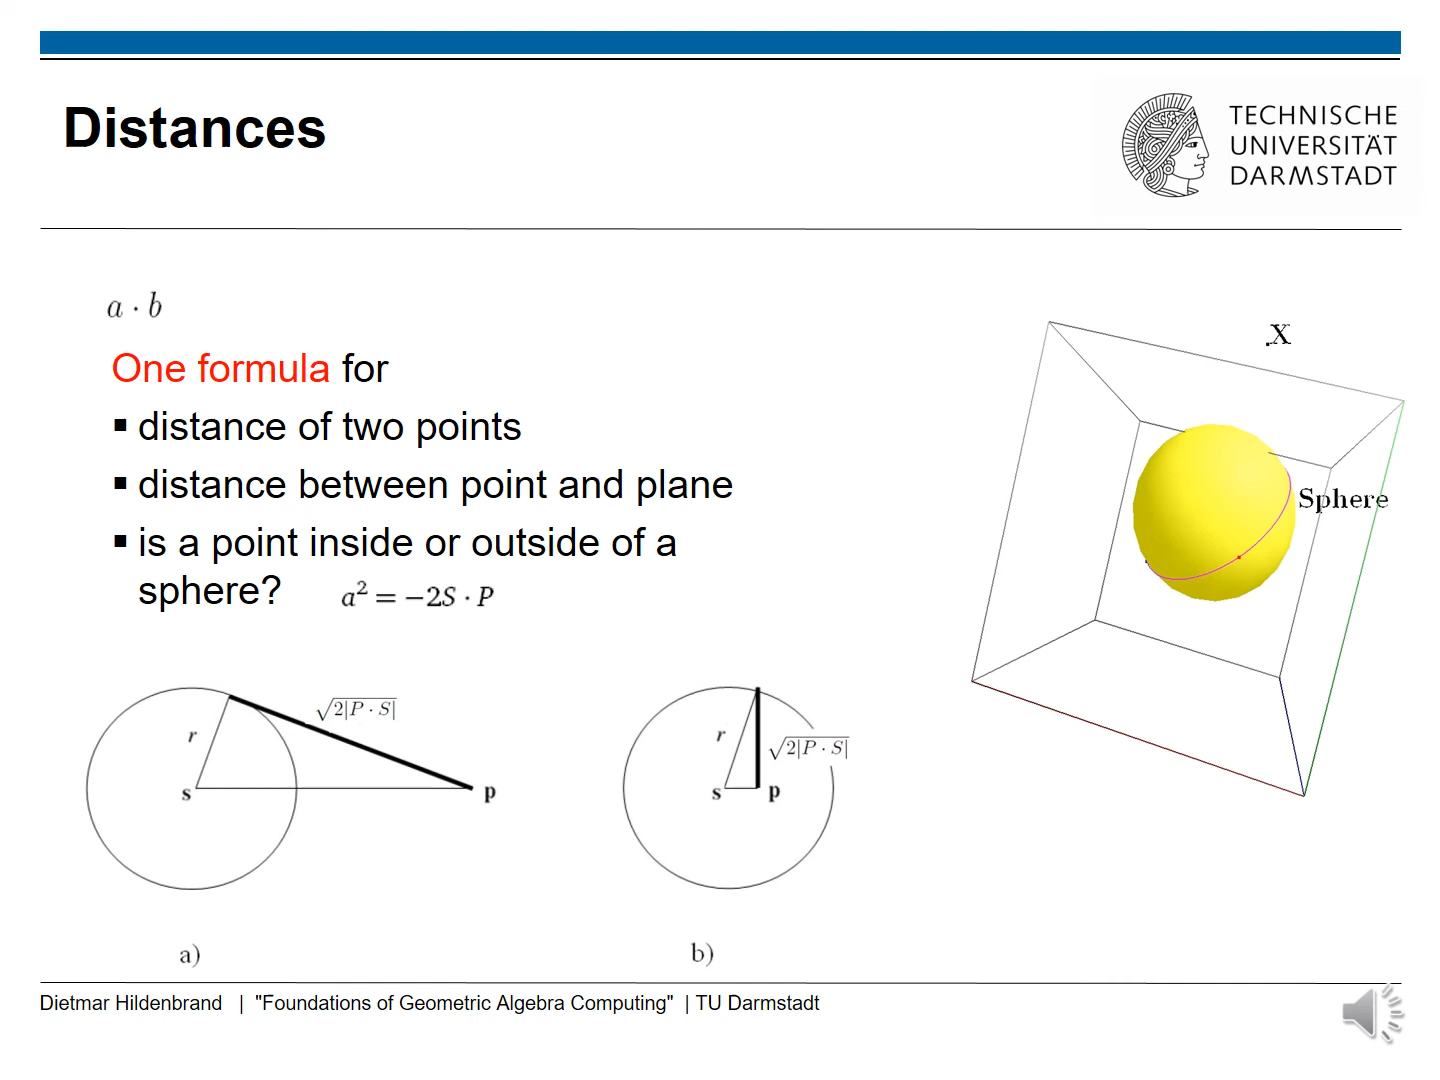 Distances
TECHNISCHE
UNIVERSITÄT
DARMSTADT
a · b
One formula for
▪ distance of two points
▪ distance between point and plane
▪ is a point inside or outside of a
sphere? a² = −2S · P
X
Sphere
r
√2|P · S|
s
p
a)
r
√2|P · S|
s
p
b)
Dietmar Hildenbrand | "Foundations of Geometric Algebra Computing" | TU Darmstadt